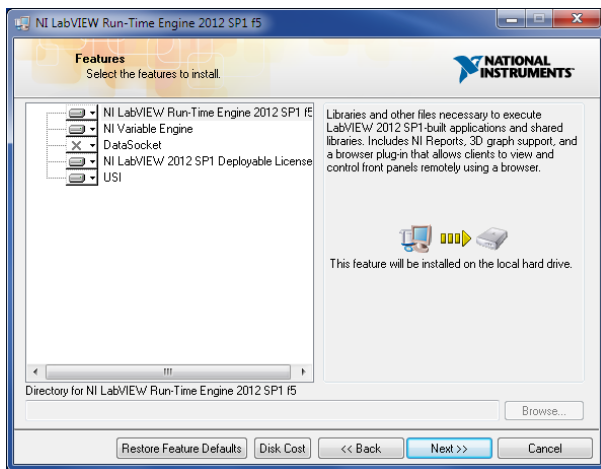 NI LabVIEW Run-Time Engine 2012 SP1 f5
Features
Select the features to install.
NATIONAL
INSTRUMENTS
NI LabVIEW Run-Time Engine 2012 SP1 f5
NI Variable Engine
DataSocket
NI LabVIEW 2012 SP1 Deployable License
USI
Libraries and other files necessary to execute
LabVIEW 2012 SP1-built applications and shared
libraries. Includes NI Reports, 3D graph support, and
a browser plug-in that allows clients to view and
control front panels remotely using a browser.
This feature will be installed on the local hard drive.
Directory for NI LabVIEW Run-Time Engine 2012 SP1 f5
Browse...
Restore Feature Defaults Disk Cost << Back Next >> Cancel